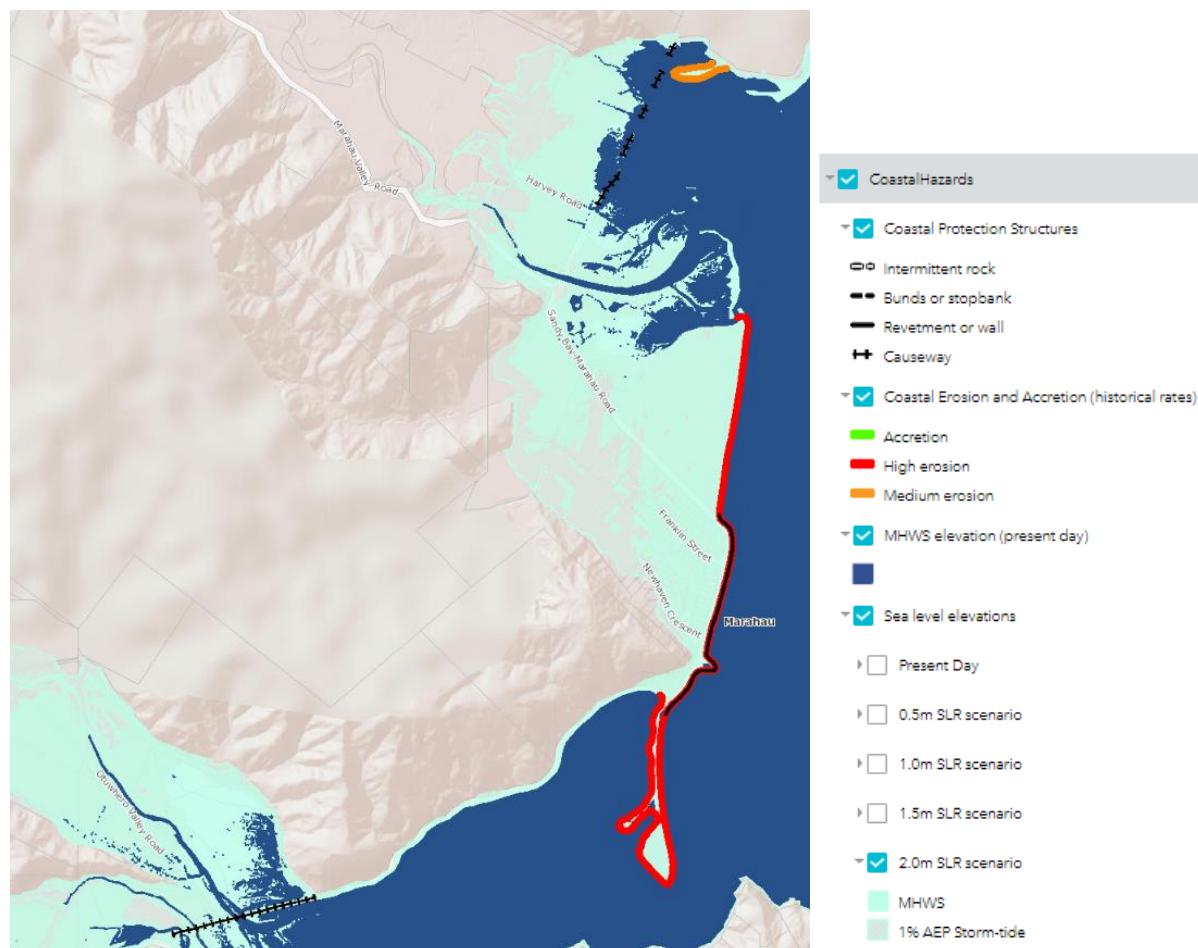 Marahau Valley Road
Harvey Road
Sandy Bay-Marahau Road
Franklin Street
Newhaven Crescent
Marahau
Otuwhero Valley Road
CoastalHazards
Coastal Protection Structures
Intermittent rock
Bunds or stopbank
Revetment or wall
Causeway
Coastal Erosion and Accretion (historical rates)
Accretion
High erosion
Medium erosion
MHWS elevation (present day)
Sea level elevations
Present Day
0.5m SLR scenario
1.0m SLR scenario
1.5m SLR scenario
2.0m SLR scenario
MHWS
1% AEP Storm-tide